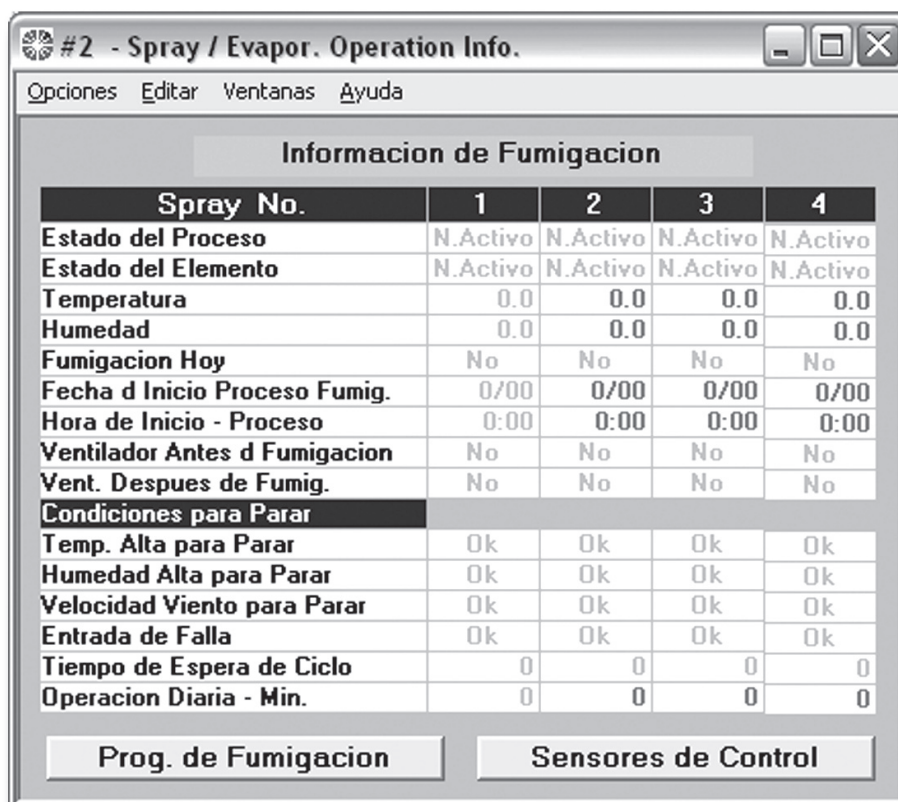 #2 - Spray / Evapor. Operation Info.
Opciones Editar Ventanas Ayuda
Informacion de Fumigacion
Spray No. 1 2 3 4
Estado del Proceso N.Activo N.Activo N.Activo N.Activo
Estado del Elemento N.Activo N.Activo N.Activo N.Activo
Temperatura 0.0 0.0 0.0 0.0
Humedad 0.0 0.0 0.0 0.0
Fumigacion Hoy No No No No
Fecha d Inicio Proceso Fumig. 0/00 0/00 0/00 0/00
Hora de Inicio - Proceso 0:00 0:00 0:00 0:00
Ventilador Antes d Fumigacion No No No No
Vent. Despues de Fumig. No No No No
Condiciones para Parar
Temp. Alta para Parar Ok Ok Ok Ok
Humedad Alta para Parar Ok Ok Ok Ok
Velocidad Viento para Parar Ok Ok Ok Ok
Entrada de Falla Ok Ok Ok Ok
Tiempo de Espera de Ciclo 0 0 0 0
Operacion Diaria - Min. 0 0 0 0
Prog. de Fumigacion Sensores de Control